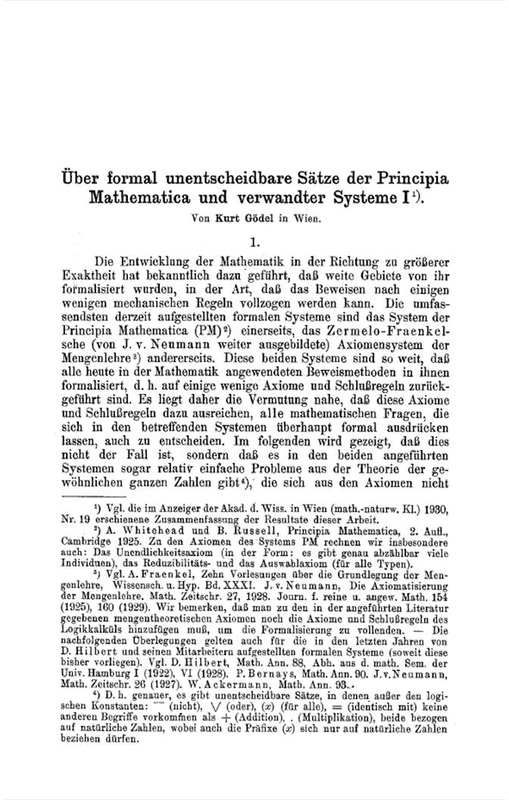 Über formal unentscheidbare Sätze der Principia
Mathematica und verwandter Systeme I¹).
Von Kurt Gödel in Wien.
1.
Die Entwicklung der Mathematik in der Richtung zu größerer
Exaktheit hat bekanntlich dazu geführt, daß weite Gebiete von ihr
formalisiert wurden, in der Art, daß das Beweisen nach einigen
wenigen mechanischen Regeln vollzogen werden kann. Die umfas-
sendsten derzeit aufgestellten formalen Systeme sind das System der
Principia Mathematica (PM)²) einerseits, das Zermelo-Fraenkel-
sche (von J. v. Neumann weiter ausgebildete) Axiomensystem der
Mengenlehre³) andererseits. Diese beiden Systeme sind so weit, daß
alle heute in der Mathematik angewendeten Beweismethoden in ihnen
formalisiert, d. h. auf einige wenige Axiome und Schlußregeln zurück-
geführt sind. Es liegt daher die Vermutung nahe, daß diese Axiome
und Schlußregeln dazu ausreichen, alle mathematischen Fragen, die
sich in den betreffenden Systemen überhaupt formal ausdrücken
lassen, auch zu entscheiden. Im folgenden wird gezeigt, daß dies
nicht der Fall ist, sondern daß es in den beiden angeführten
Systemen sogar relativ einfache Probleme aus der Theorie der ge-
wöhnlichen ganzen Zahlen gibt⁴), die sich aus den Axiomen nicht
¹) Vgl. die im Anzeiger der Akad. d. Wiss. in Wien (math.-naturw. Kl.) 1930,
Nr. 19 erschienene Zusammenfassung der Resultate dieser Arbeit.
²) A. Whitehead und B. Russell, Principia Mathematica, 2. Aufl.,
Cambridge 1925. Zu den Axiomen des Systems PM rechnen wir insbesondere
auch: Das Unendlichkeitsaxiom (in der Form: es gibt genau abzählbar viele
Individuen), das Reduzibilitäts- und das Auswahlaxiom (für alle Typen).
³) Vgl. A. Fraenkel, Zehn Vorlesungen über die Grundlegung der Men-
genlehre, Wissensch. u. Hyp. Bd. XXXI. J. v. Neumann, Die Axiomatisierung
der Mengenlehre. Math. Zeitschr. 27, 1928. Journ. f. reine u. angew. Math. 154
(1925), 160 (1929). Wir bemerken, daß man zu den in der angeführten Literatur
gegebenen mengentheoretischen Axiomen noch die Axiome und Schlußregeln des
Logikkalküls hinzufügen muß, um die Formalisierung zu vollenden. — Die
nachfolgenden Überlegungen gelten auch für die in den letzten Jahren von
D. Hilbert und seinen Mitarbeitern aufgestellten formalen Systeme (soweit diese
bisher vorliegen). Vgl. D. Hilbert, Math. Ann. 88, Abh. aus d. math. Sem. der
Univ. Hamburg I (1922), VI (1928). P. Bernays, Math. Ann. 90. J. v. Neumann,
Math. Zeitschr. 26 (1927). W. Ackermann, Math. Ann. 93.
⁴) D. h. genauer, es gibt unentscheidbare Sätze, in denen außer den logi-
schen Konstanten: ‾ (nicht), ⋁ (oder), (x) (für alle), = (identisch mit) keine
anderen Begriffe vorkommen als + (Addition), . (Multiplikation), beide bezogen
auf natürliche Zahlen, wobei auch die Präfixe (x) sich nur auf natürliche Zahlen
beziehen dürfen.